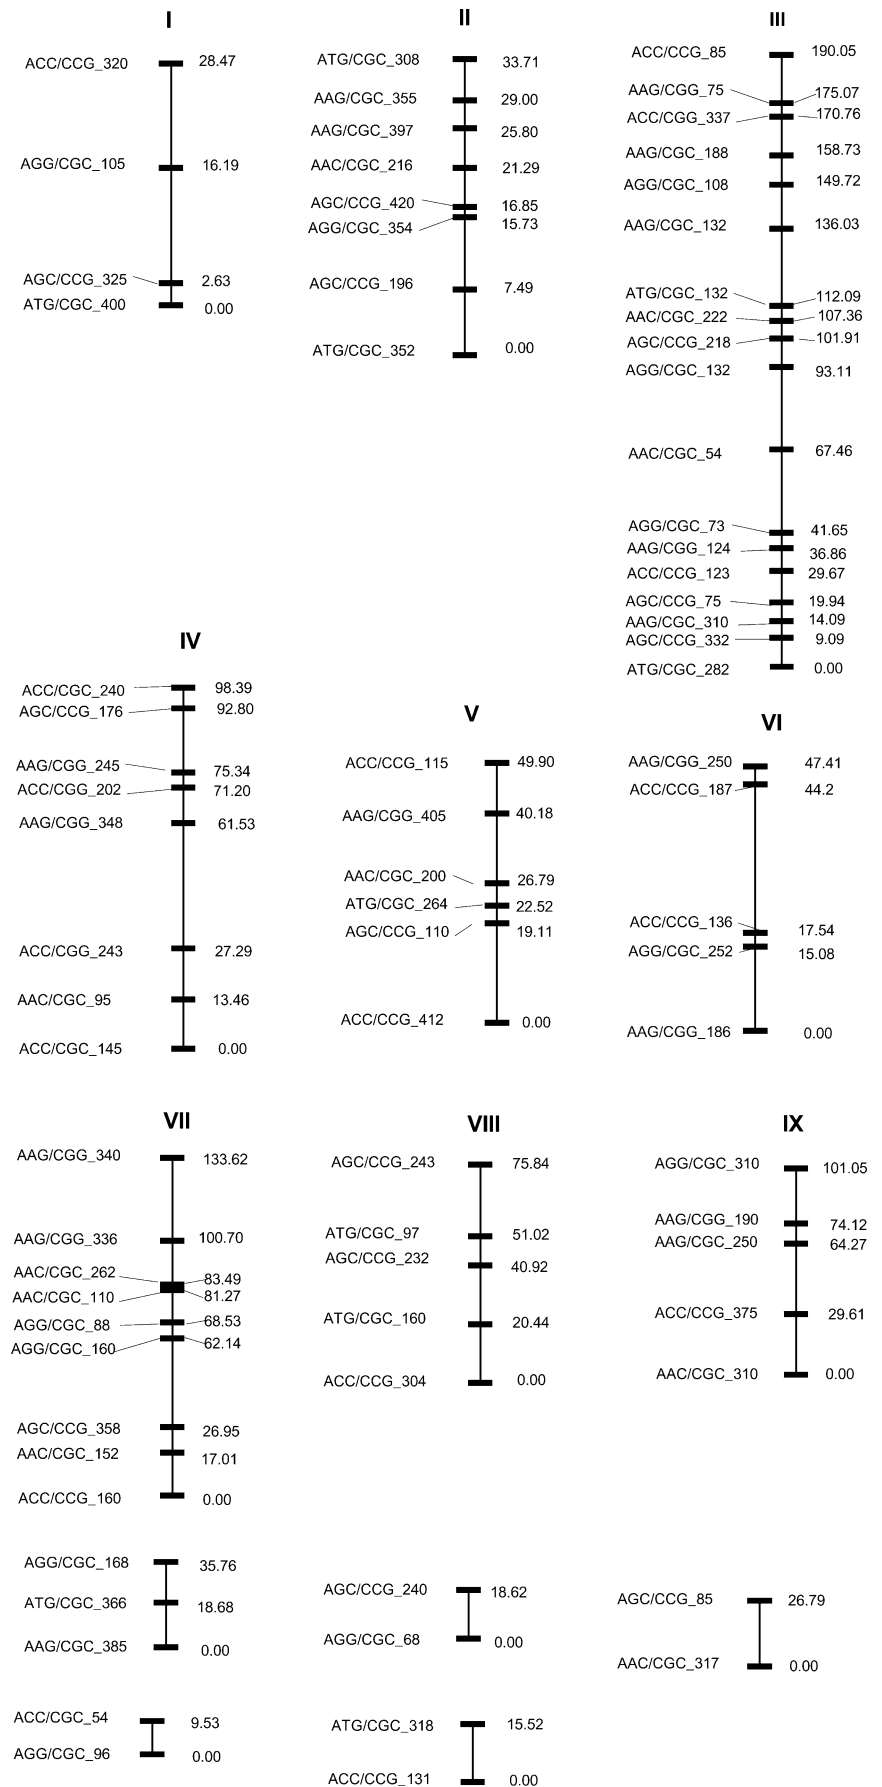 I
ACC/CCG_320 28.47
AGG/CGC_105 16.19
AGC/CCG_325 2.63
ATG/CGC_400 0.00
II
ATG/CGC_308 33.71
AAG/CGC_355 29.00
AAG/CGC_397 25.80
AAC/CGC_216 21.29
AGC/CCG_420 16.85
AGG/CGC_354 15.73
AGC/CCG_196 7.49
ATG/CGC_352 0.00
III
ACC/CCG_85 190.05
AAG/CGG_75 175.07
ACC/CGG_337 170.76
AAG/CGC_188 158.73
AGG/CGC_108 149.72
AAG/CGC_132 136.03
ATG/CGC_132 112.09
AAC/CGC_222 107.36
AGC/CCG_218 101.91
AGG/CGC_132 93.11
AAC/CGC_54 67.46
AGG/CGC_73 41.65
AAG/CGG_124 36.86
ACC/CCG_123 29.67
AGC/CCG_75 19.94
AAG/CGC_310 14.09
AGC/CCG_332 9.09
ATG/CGC_282 0.00
IV
ACC/CGC_240 98.39
AGC/CCG_176 92.80
AAG/CGG_245 75.34
ACC/CGG_202 71.20
AAG/CGG_348 61.53
ACC/CGG_243 27.29
AAC/CGC_95 13.46
ACC/CGC_145 0.00
V
ACC/CCG_115 49.90
AAG/CGG_405 40.18
AAC/CGC_200 26.79
ATG/CGC_264 22.52
AGC/CCG_110 19.11
ACC/CCG_412 0.00
VI
AAG/CGG_250 47.41
ACC/CCG_187 44.2
ACC/CCG_136 17.54
AGG/CGC_252 15.08
AAG/CGG_186 0.00
VII
AAG/CGG_340 133.62
AAG/CGG_336 100.70
AAC/CGC_262 83.49
AAC/CGC_110 81.27
AGG/CGC_88 68.53
AGG/CGC_160 62.14
AGC/CCG_358 26.95
AAC/CGC_152 17.01
ACC/CCG_160 0.00
VIII
AGC/CCG_243 75.84
ATG/CGC_97 51.02
AGC/CCG_232 40.92
ATG/CGC_160 20.44
ACC/CCG_304 0.00
IX
AGG/CGC_310 101.05
AAG/CGG_190 74.12
AAG/CGC_250 64.27
ACC/CCG_375 29.61
AAC/CGC_310 0.00
AGG/CGC_168 35.76
ATG/CGC_366 18.68
AAG/CGC_385 0.00
AGC/CCG_240 18.62
AGG/CGC_68 0.00
AGC/CCG_85 26.79
AAC/CGC_317 0.00
ACC/CGC_54 9.53
AGG/CGC_96 0.00
ATG/CGC_318 15.52
ACC/CCG_131 0.00